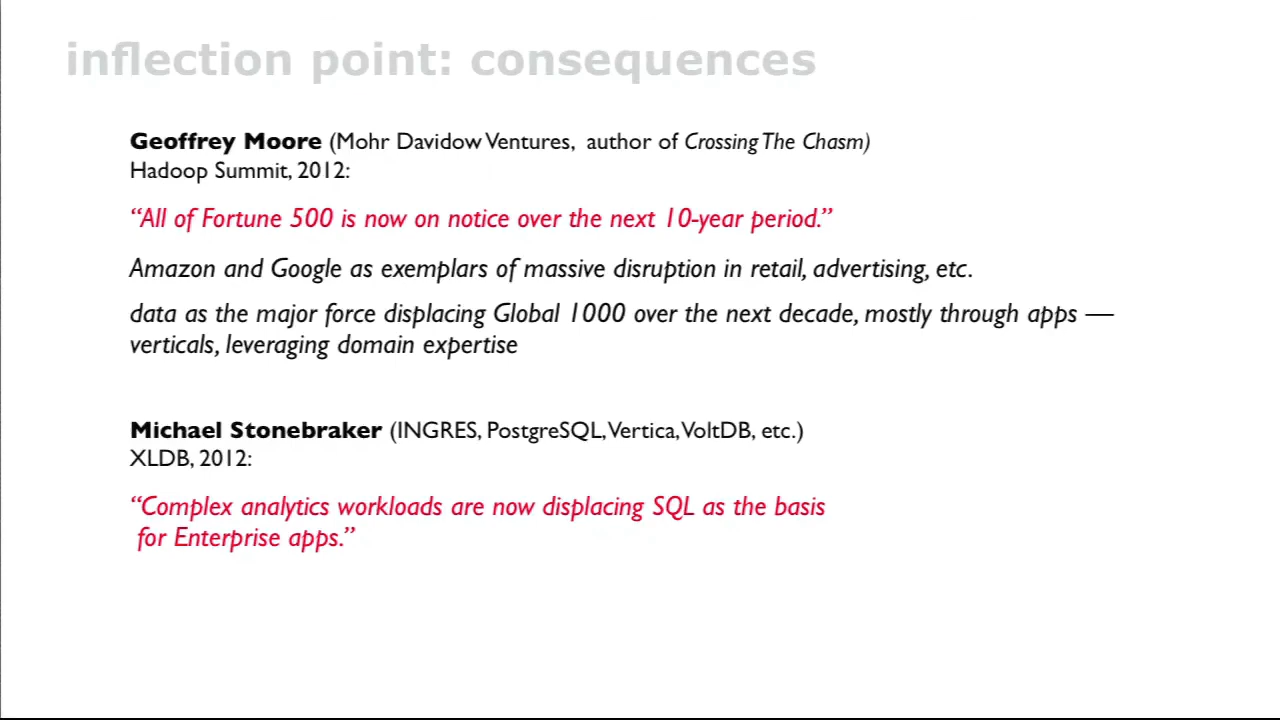 inflection point: consequences
Geoffrey Moore (Mohr Davidow Ventures, author of Crossing The Chasm)
Hadoop Summit, 2012:
“All of Fortune 500 is now on notice over the next 10-year period.”
Amazon and Google as exemplars of massive disruption in retail, advertising, etc.
data as the major force displacing Global 1000 over the next decade, mostly through apps —
verticals, leveraging domain expertise
Michael Stonebraker (INGRES, PostgreSQL, Vertica, VoltDB, etc.)
XLDB, 2012:
“Complex analytics workloads are now displacing SQL as the basis
for Enterprise apps.”